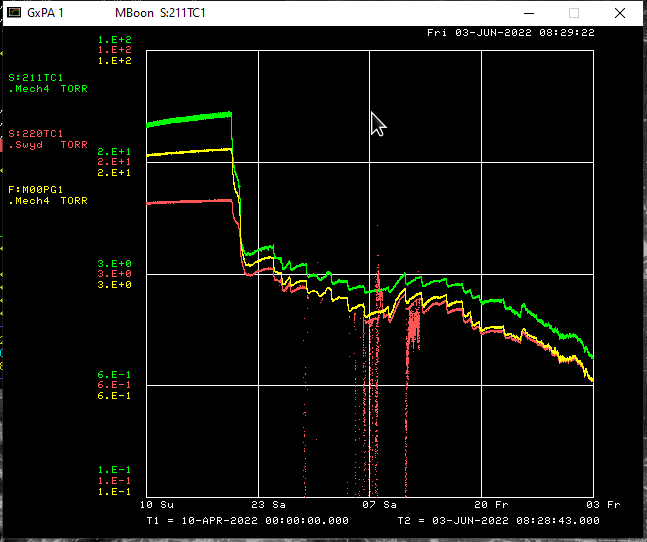 GxPA 1 MBoon S:211TC1
Fri 03-JUN-2022 08:29:22
1.E+2
1.E+2
1.E+2
S:211TC1
.Mech4 TORR
S:220TC1
.Swyd TORR
2.E+1
2.E+1
2.E+1
F:M00PG1
.Mech4 TORR
3.E+0
3.E+0
3.E+0
6.E-1
6.E-1
6.E-1
1.E-1
1.E-1
1.E-1
10 Su 23 Sa 07 Sa 20 Fr 03 Fr
T1 = 10-APR-2022 00:00:00.000 T2 = 03-JUN-2022 08:28:43.000